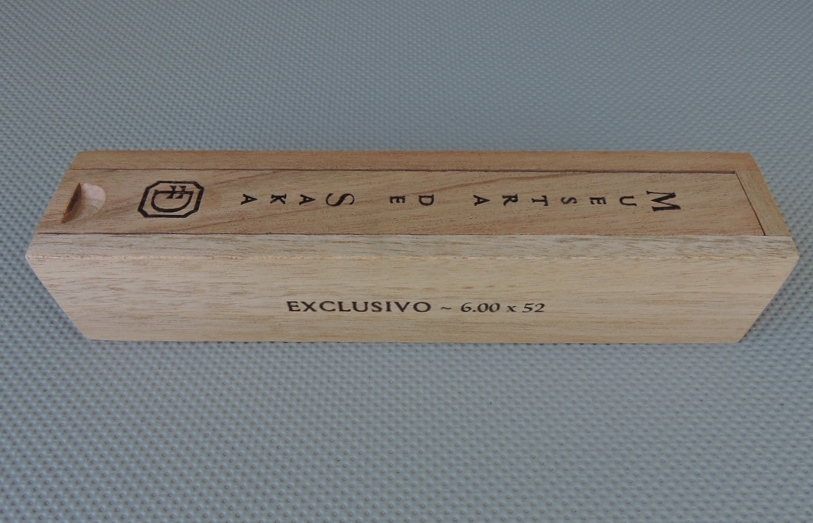 MUESTRA DE SAKA
EXCLUSIVO ~ 6.00 x 52